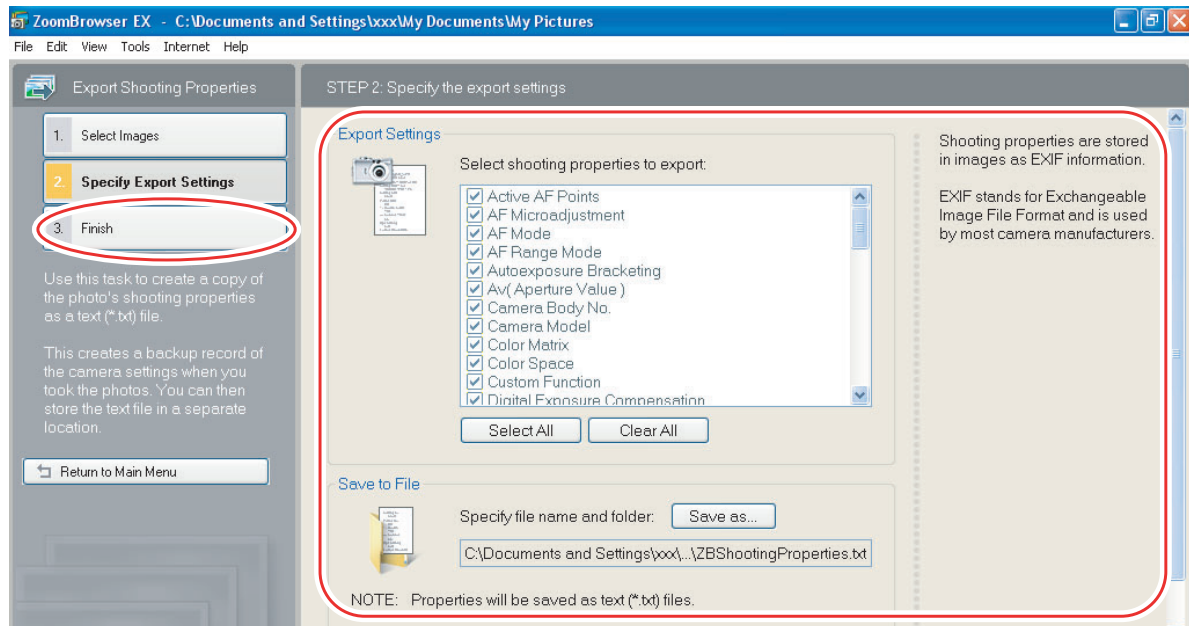 ZoomBrowser EX - C:\Documents and Settings\xxx\My Documents\My Pictures
File Edit View Tools Internet Help
Export Shooting Properties
1. Select Images
2. Specify Export Settings
3. Finish
Use this task to create a copy of
the photo's shooting properties
as a text (*.txt) file.
This creates a backup record of
the camera settings when you
took the photos. You can then
store the text file in a separate
location.
Return to Main Menu
STEP 2: Specify the export settings
Export Settings
Select shooting properties to export:
Active AF Points
AF Microadjustment
AF Mode
AF Range Mode
Autoexposure Bracketing
Av( Aperture Value )
Camera Body No.
Camera Model
Color Matrix
Color Space
Custom Function
Digital Exposure Compensation
Select All Clear All
Save to File
Specify file name and folder: Save as...
C:\Documents and Settings\xxx\...\ZBShootingProperties.txt
NOTE: Properties will be saved as text (*.txt) files.
Shooting properties are stored
in images as EXIF information.
EXIF stands for Exchangeable
Image File Format and is used
by most camera manufacturers.